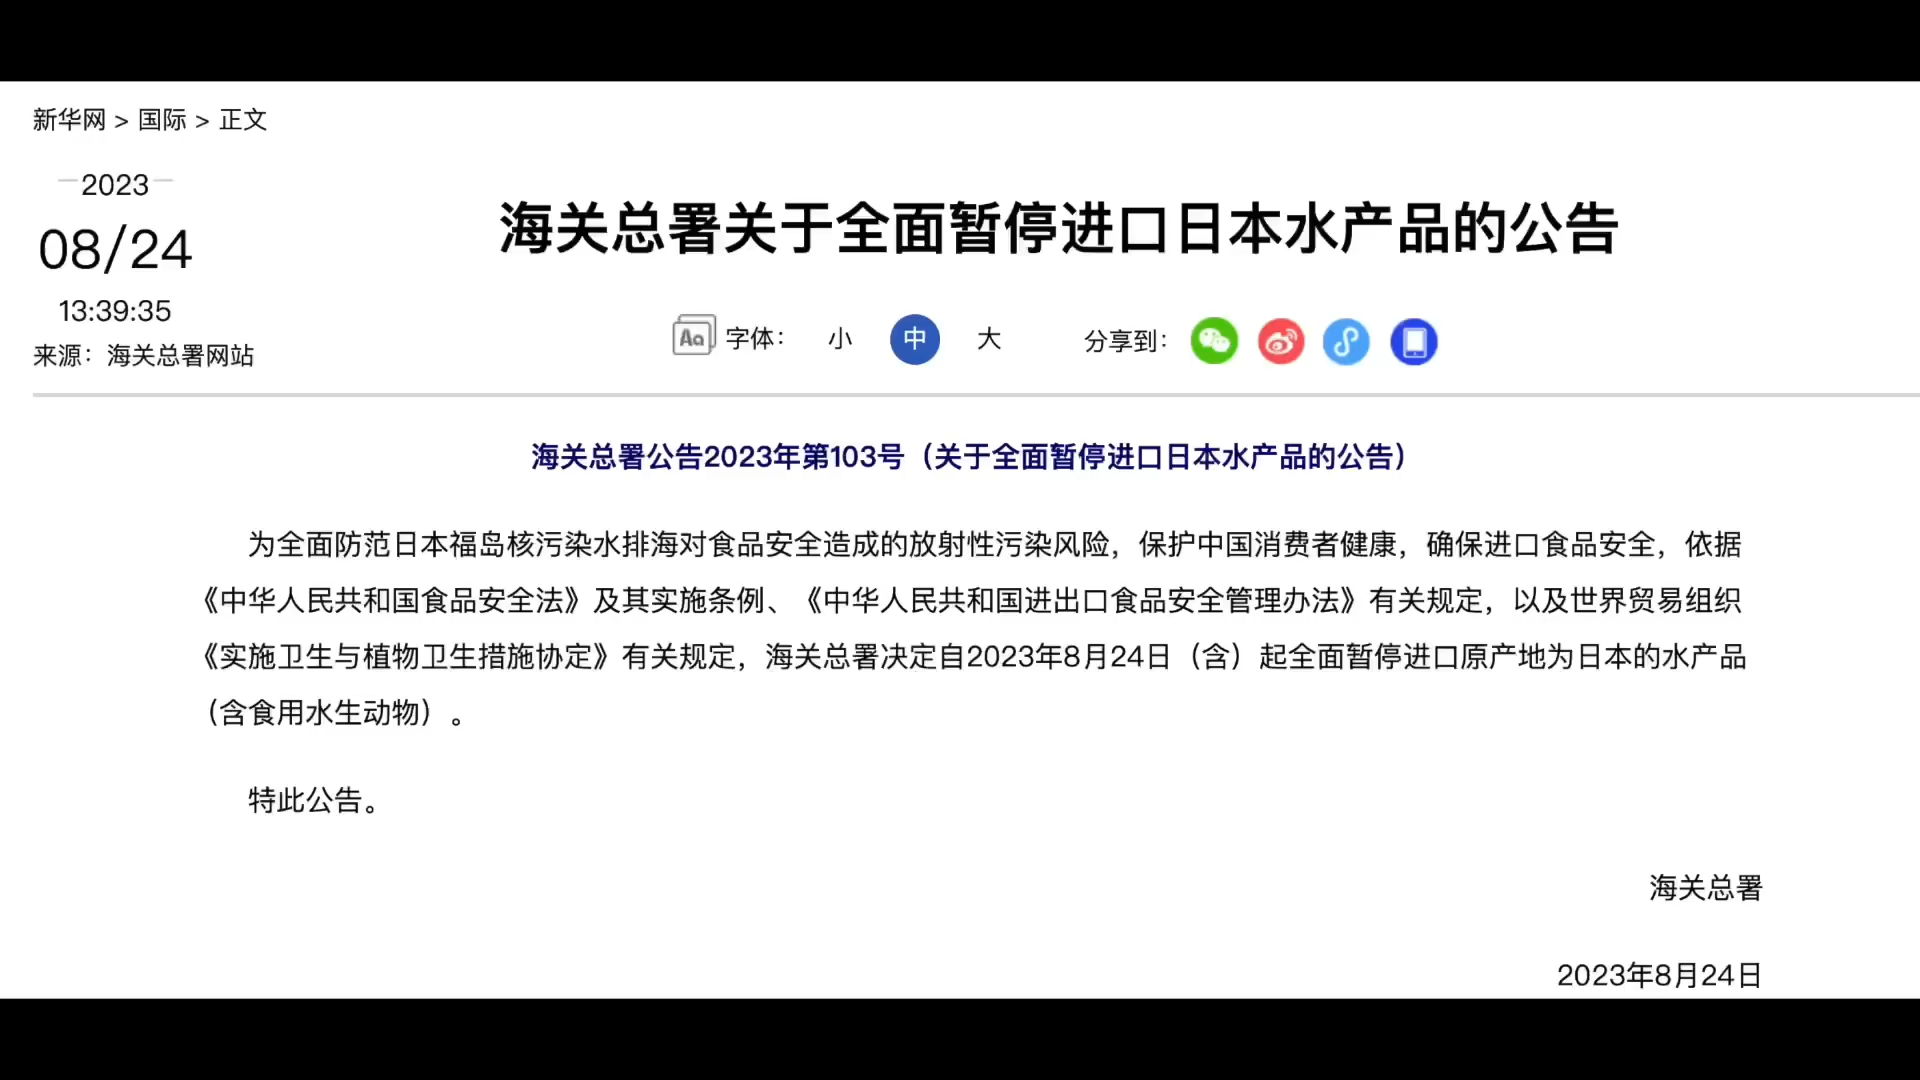 新华网 > 国际 > 正文
2023
08/24
13:39:35
来源：海关总署网站
海关总署关于全面暂停进口日本水产品的公告
Aa 字体： 小 中 大 分享到：
海关总署公告2023年第103号（关于全面暂停进口日本水产品的公告）
为全面防范日本福岛核污染水排海对食品安全造成的放射性污染风险，保护中国消费者健康，确保进口食品安全，依据
《中华人民共和国食品安全法》及其实施条例、《中华人民共和国进出口食品安全管理办法》有关规定，以及世界贸易组织
《实施卫生与植物卫生措施协定》有关规定，海关总署决定自2023年8月24日（含）起全面暂停进口原产地为日本的水产品
（含食用水生动物）。
特此公告。
海关总署
2023年8月24日